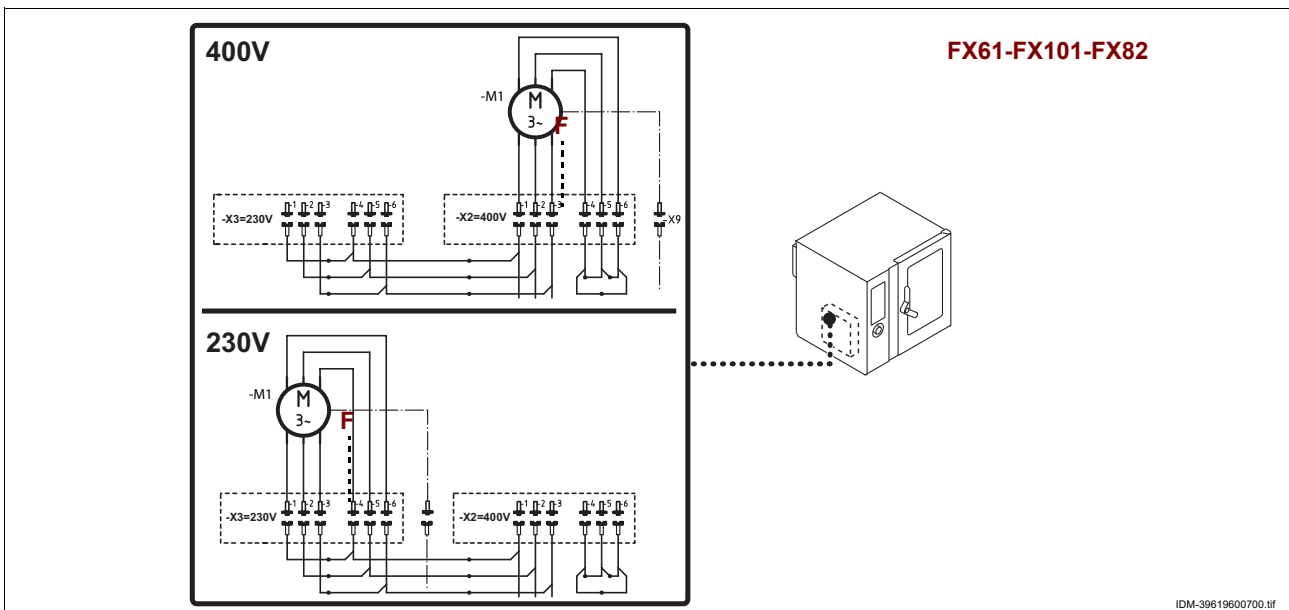 400V
FX61-FX101-FX82
-M1
M
3~
F
-X3=230V
-1 -2 -3 -4 -5 -6
-X2=400V
-1 -2 -3 -4 -5 -6
-X9
230V
-M1
M
3~
F
-X3=230V
-1 -2 -3 -4 -5 -6
-X2=400V
-1 -2 -3 -4 -5 -6
IDM-39619600700.tif